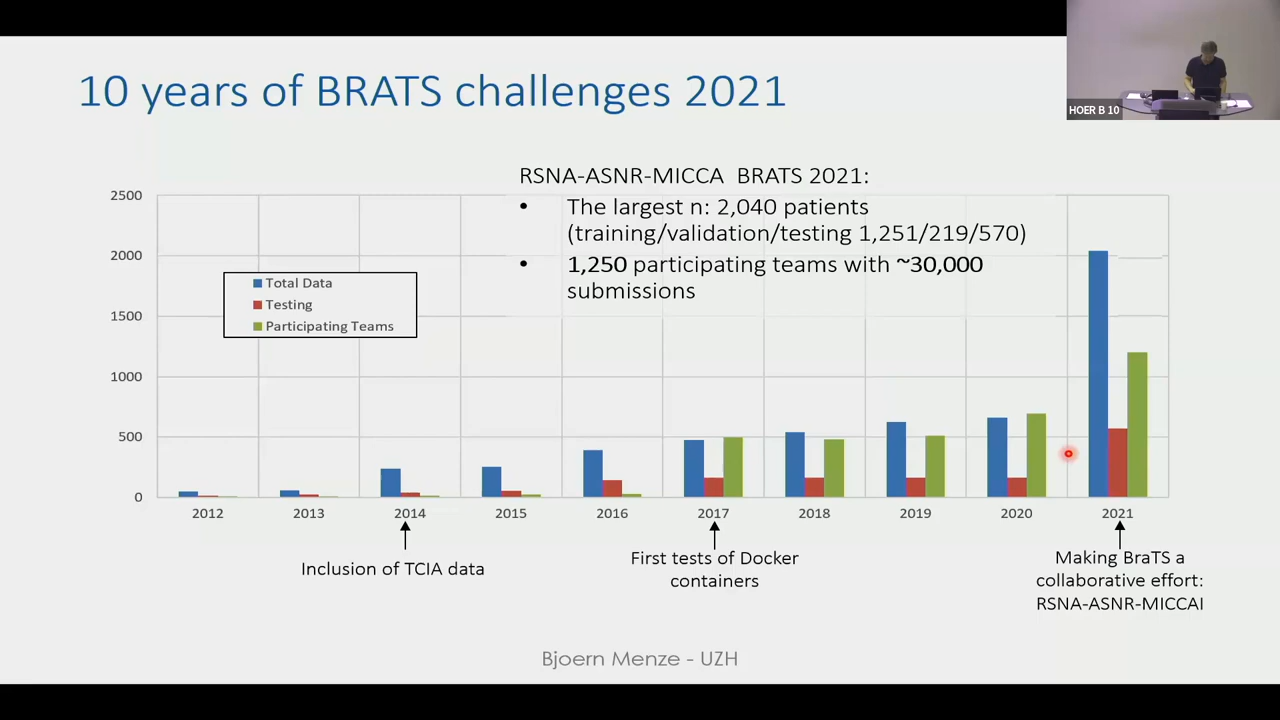 10 years of BRATS challenges 2021
HOER B 10
RSNA-ASNR-MICCA BRATS 2021:
• The largest n: 2,040 patients
(training/validation/testing 1,251/219/570)
• 1,250 participating teams with ~30,000
submissions
2500
2000
1500
1000
500
0
Total Data
Testing
Participating Teams
2012 2013 2014 2015 2016 2017 2018 2019 2020 2021
Inclusion of TCIA data
First tests of Docker
containers
Making BraTS a
collaborative effort:
RSNA-ASNR-MICCAI
Bjoern Menze - UZH